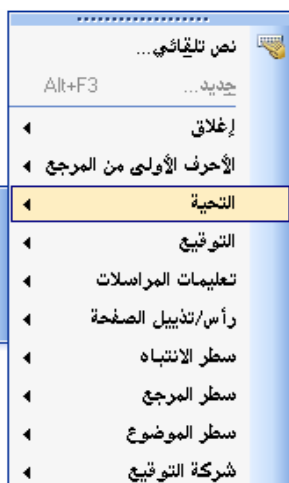 نص تلقائي...
جديد... Alt+F3
إغلاق
الأحرف الأولى من المرجع
التحية
التوقيع
تعليمات المراسلات
رأس/تذييل الصفحة
سطر الانتباه
سطر المرجع
سطر الموضوع
شركة التوقيع